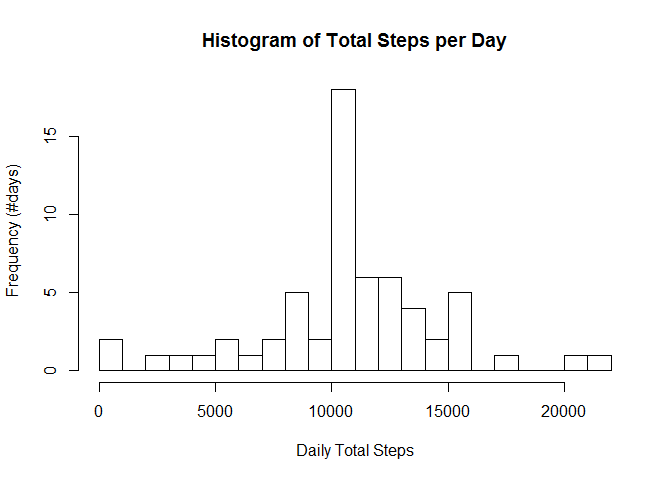 Histogram of Total Steps per Day
Frequency (#days)
15
10
5
0
0 5000 10000 15000 20000
Daily Total Steps